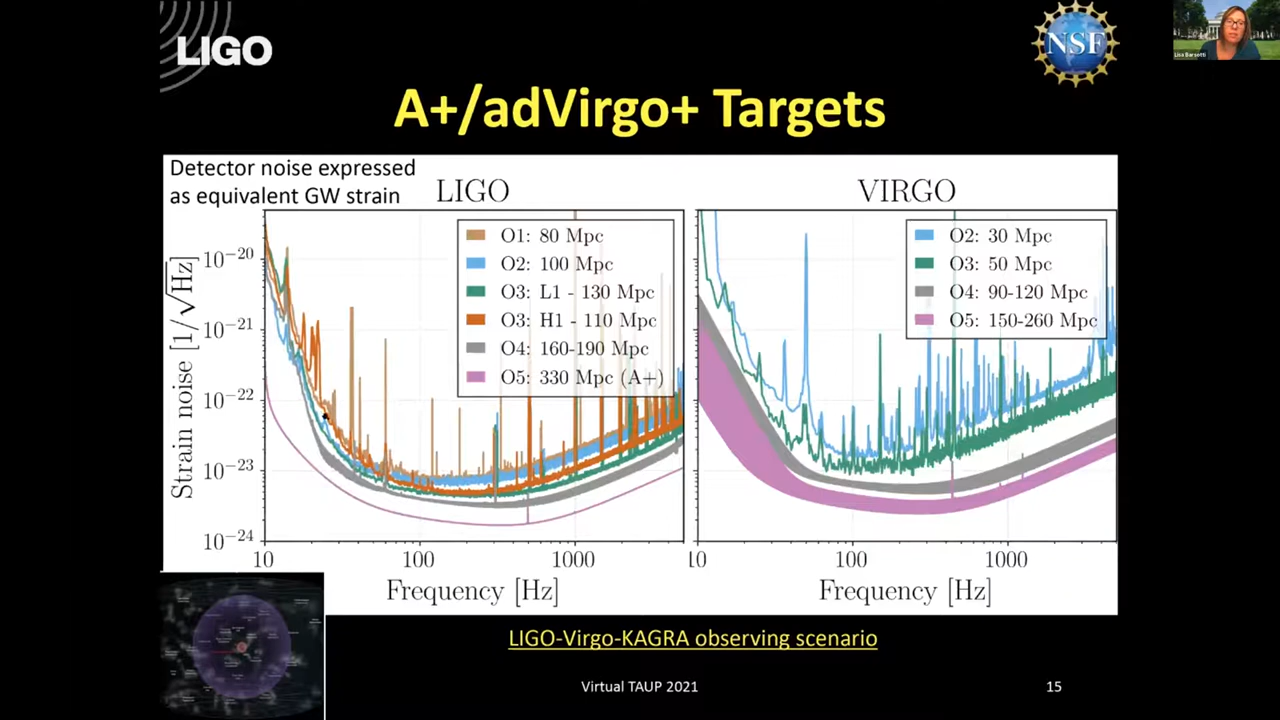 LIGO
NSF
Lisa Barsotti
A+/adVirgo+ Targets
Detector noise expressed
as equivalent GW strain
LIGO
VIRGO
Strain noise [1/√Hz]
10⁻²⁰
10⁻²¹
10⁻²²
10⁻²³
10⁻²⁴
O1: 80 Mpc
O2: 100 Mpc
O3: L1 - 130 Mpc
O3: H1 - 110 Mpc
O4: 160-190 Mpc
O5: 330 Mpc (A+)
O2: 30 Mpc
O3: 50 Mpc
O4: 90-120 Mpc
O5: 150-260 Mpc
10 100 1000
10 100 1000
Frequency [Hz]
Frequency [Hz]
LIGO-Virgo-KAGRA observing scenario
Virtual TAUP 2021
15